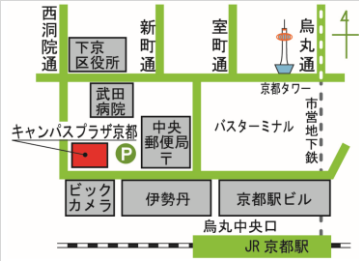 西洞院通
新町通
室町通
烏丸通
4
下京
区役所
京都タワー
武田
病院
市営地下鉄
キャンパスプラザ京都
P
中央
郵便局
〒
バスターミナル
ビック
カメラ
伊勢丹
京都駅ビル
烏丸中央口
JR 京都駅